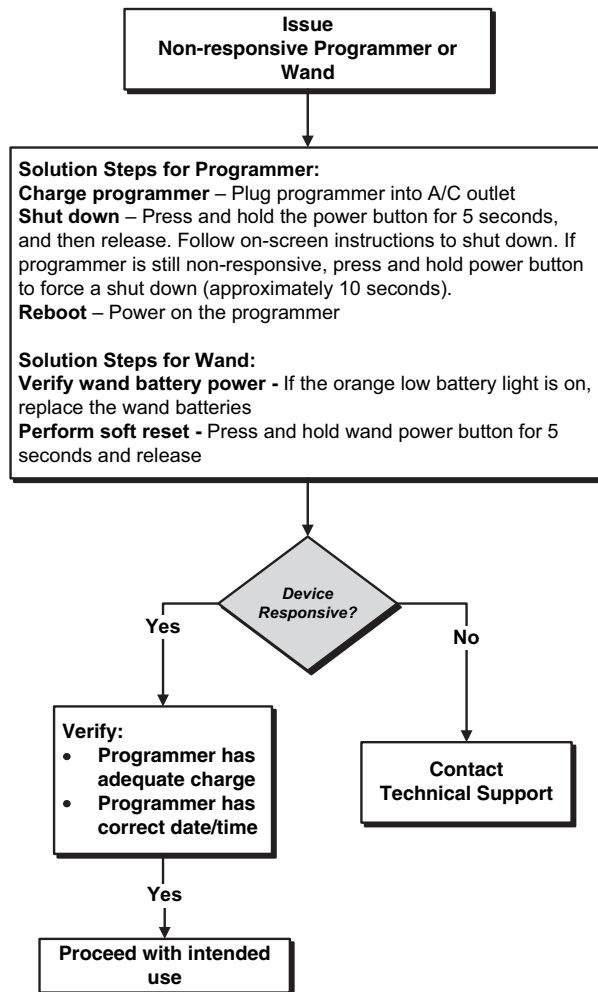 Issue
Non-responsive Programmer or
Wand
Solution Steps for Programmer:
Charge programmer – Plug programmer into A/C outlet
Shut down – Press and hold the power button for 5 seconds,
and then release. Follow on-screen instructions to shut down. If
programmer is still non-responsive, press and hold power button
to force a shut down (approximately 10 seconds).
Reboot – Power on the programmer
Solution Steps for Wand:
Verify wand battery power - If the orange low battery light is on,
replace the wand batteries
Perform soft reset - Press and hold wand power button for 5
seconds and release
Device
Responsive?
Yes
No
Verify:
• Programmer has
adequate charge
• Programmer has
correct date/time
Contact
Technical Support
Yes
Proceed with intended
use